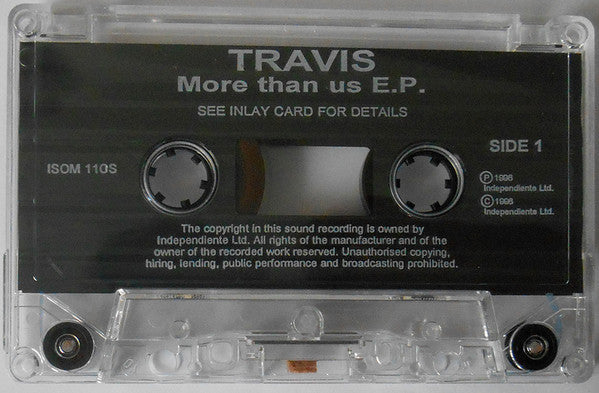 TRAVIS
More than us E.P.
SEE INLAY CARD FOR DETAILS
ISOM 11OS
SIDE 1
Ⓟ 1998
Independiente Ltd.
© 1998
Independiente Ltd.
The copyright in this sound recording is owned by
Independiente Ltd. All rights of the manufacturer and of the
owner of the recorded work reserved. Unauthorised copying,
hiring, lending, public performance and broadcasting prohibited.